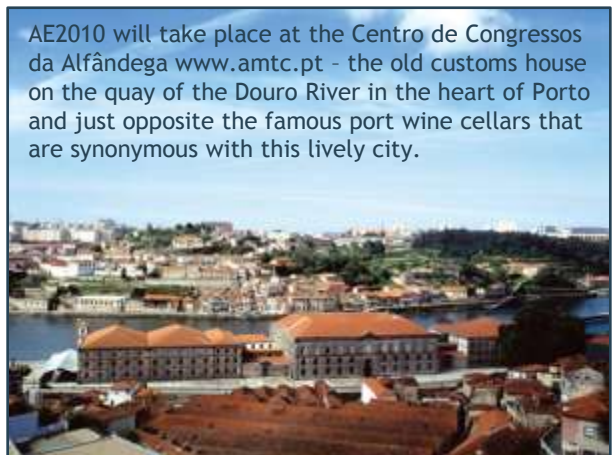 AE2010 will take place at the Centro de Congressos
da Alfândega www.amtc.pt – the old customs house
on the quay of the Douro River in the heart of Porto
and just opposite the famous port wine cellars that
are synonymous with this lively city.